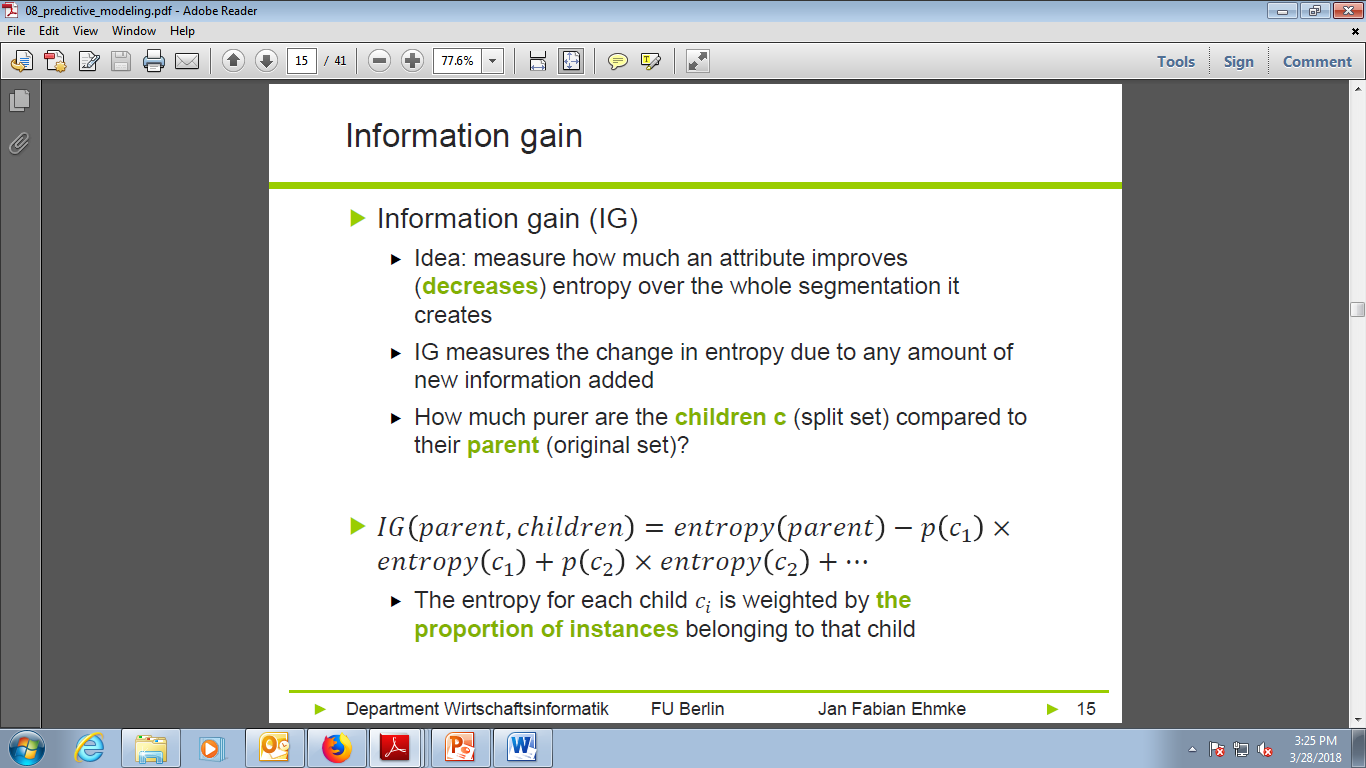 08_predictive_modeling.pdf - Adobe Reader
File Edit View Window Help
15 / 41 77.6% Tools Sign Comment
Information gain
Information gain (IG)
Idea: measure how much an attribute improves
(decreases) entropy over the whole segmentation it
creates
IG measures the change in entropy due to any amount of
new information added
How much purer are the children c (split set) compared to
their parent (original set)?
IG(parent, children) = entropy(parent) − p(c₁) ×
entropy(c₁) + p(c₂) × entropy(c₂) + ⋯
The entropy for each child cᵢ is weighted by the
proportion of instances belonging to that child
Department Wirtschaftsinformatik FU Berlin Jan Fabian Ehmke 15
3:25 PM
3/28/2018